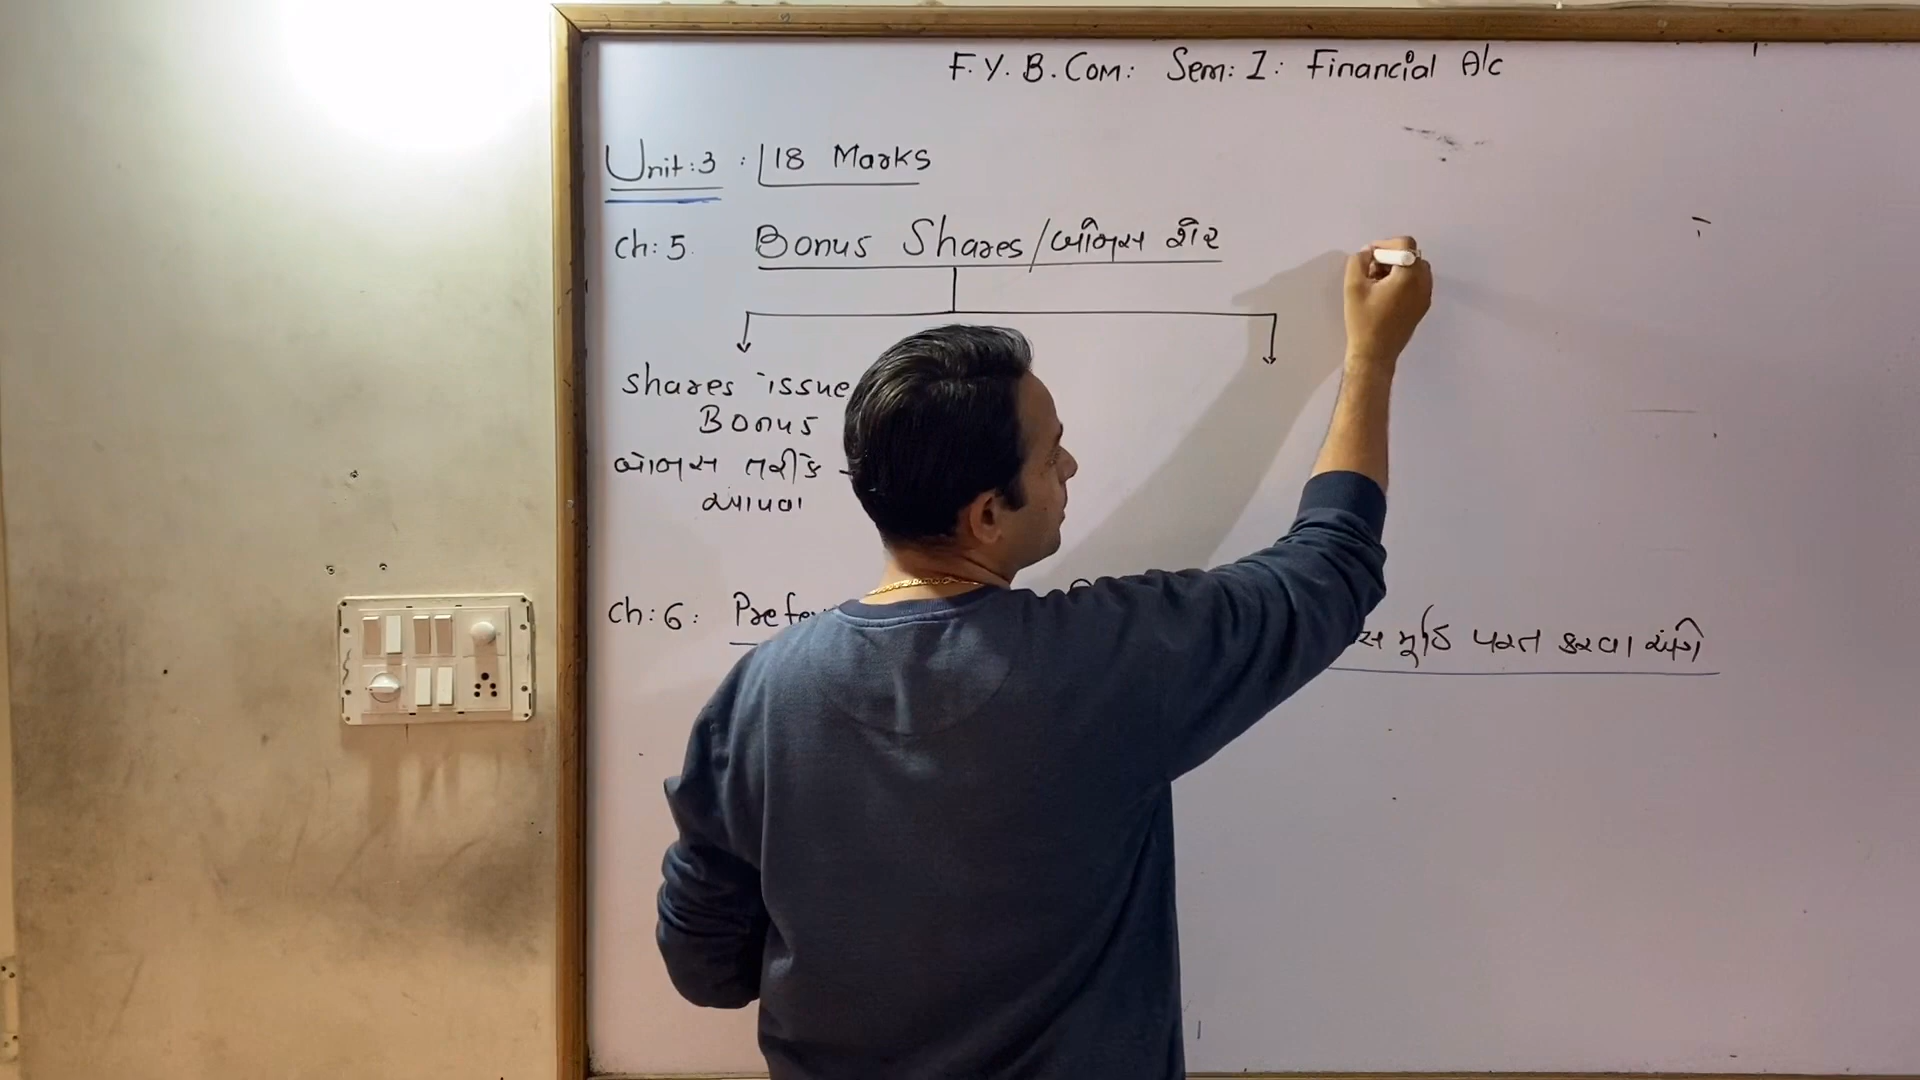 F.Y.B.Com: Sem: I: Financial A/c
Unit:3 : 18 Marks
Ch:5. Bonus Shares/બોનસ શેર
shares issue
Bonus
બોનસ તરીકે
આપવા
Ch:6: Prefe
મૂડિ પરત કરવા અંગે